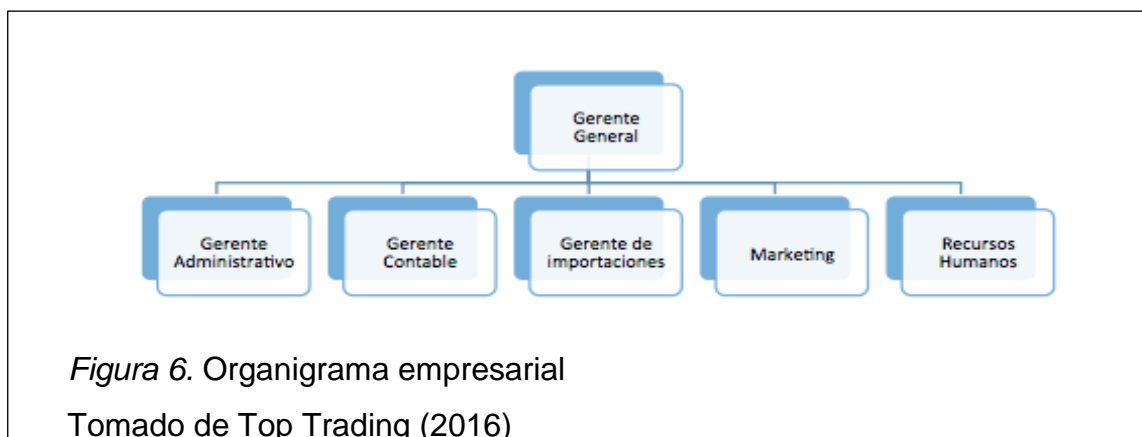 Gerente
General
Gerente
Administrativo
Gerente
Contable
Gerente de
importaciones
Marketing
Recursos
Humanos
Figura 6. Organigrama empresarial
Tomado de Top Trading (2016)